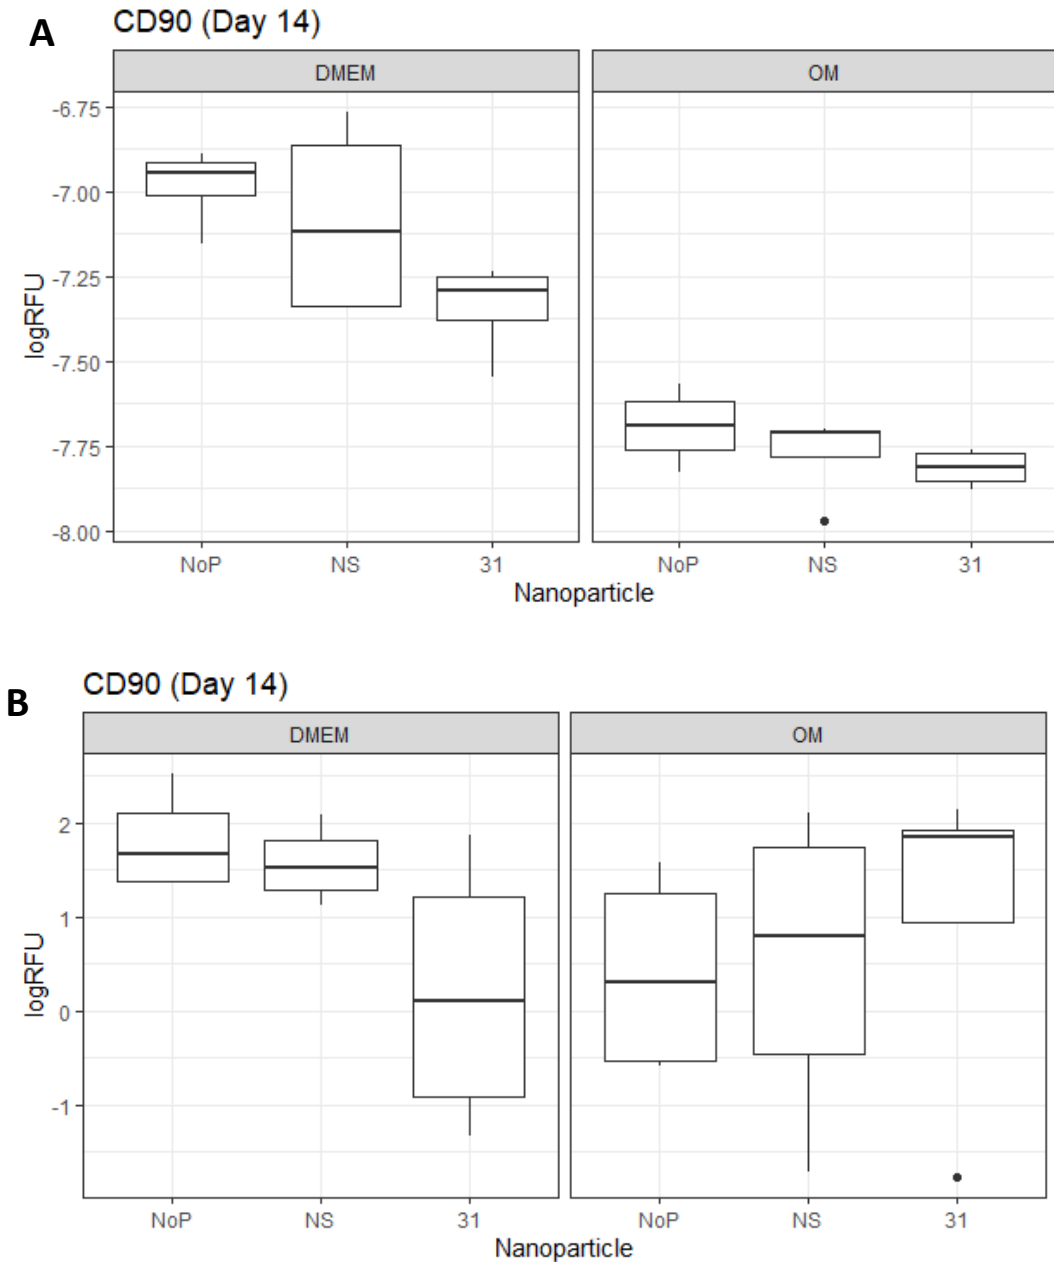 A
CD90 (Day 14)
DMEM OM
logRFU
-6.75
-7.00
-7.25
-7.50
-7.75
-8.00
NoP NS 31 NoP NS 31
Nanoparticle
B
CD90 (Day 14)
DMEM OM
logRFU
2
1
0
-1
NoP NS 31 NoP NS 31
Nanoparticle